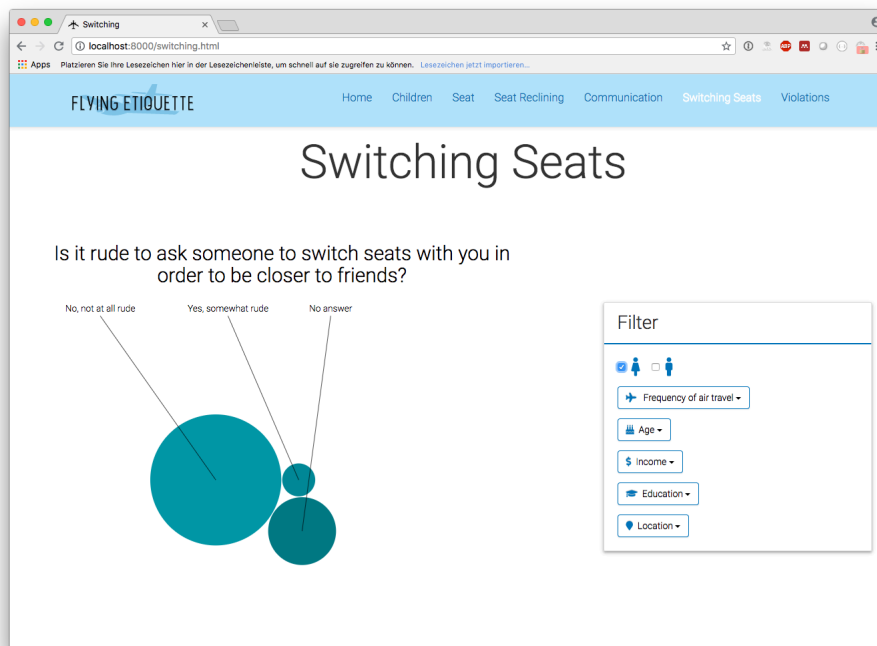 Switching
localhost:8000/switching.html
ABP
Apps Platzieren Sie Ihre Lesezeichen hier in der Lesezeichenleiste, um schnell auf sie zugreifen zu können. Lesezeichen jetzt importieren...
FLYING ETIQUETTE
Home Children Seat Seat Reclining Communication Switching Seats Violations
Switching Seats
Is it rude to ask someone to switch seats with you in
order to be closer to friends?
No, not at all rude Yes, somewhat rude No answer
Filter
Frequency of air travel
Age
$ Income
Education
Location